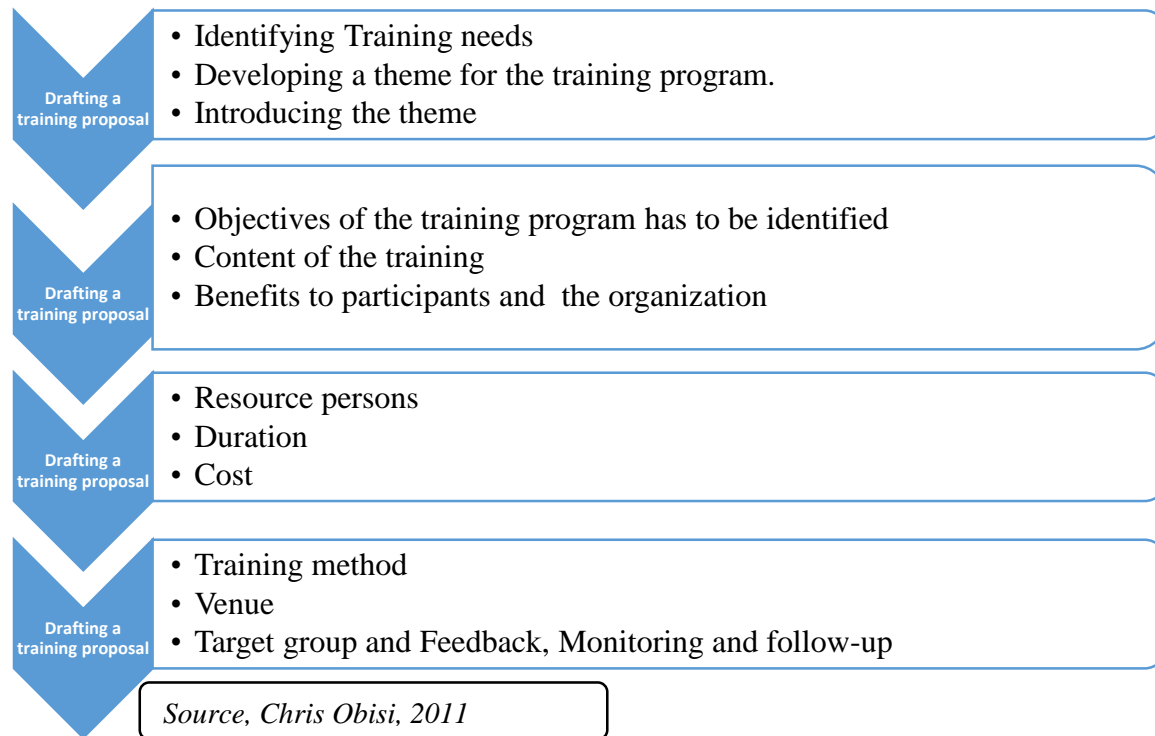 Drafting a
training proposal
• Identifying Training needs
• Developing a theme for the training program.
• Introducing the theme
Drafting a
training proposal
• Objectives of the training program has to be identified
• Content of the training
• Benefits to participants and the organization
Drafting a
training proposal
• Resource persons
• Duration
• Cost
Drafting a
training proposal
• Training method
• Venue
• Target group and Feedback, Monitoring and follow-up
Source, Chris Obisi, 2011